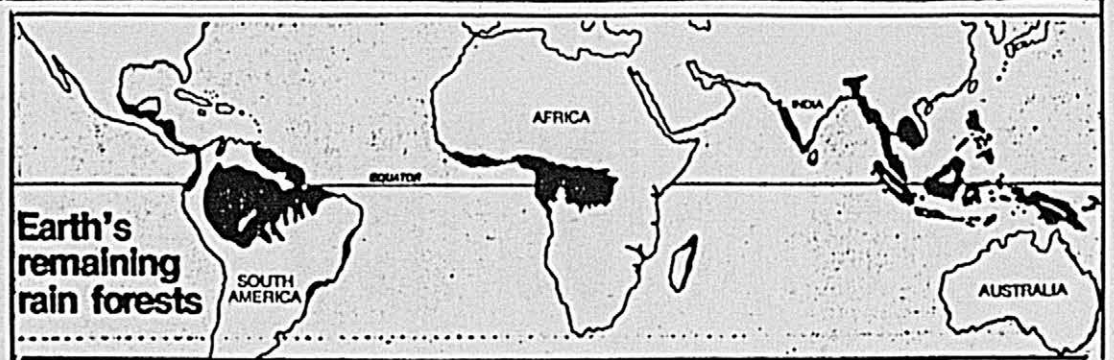 AFRICA
INDIA
EQUATOR
Earth's
remaining
rain forests
SOUTH
AMERICA
AUSTRALIA